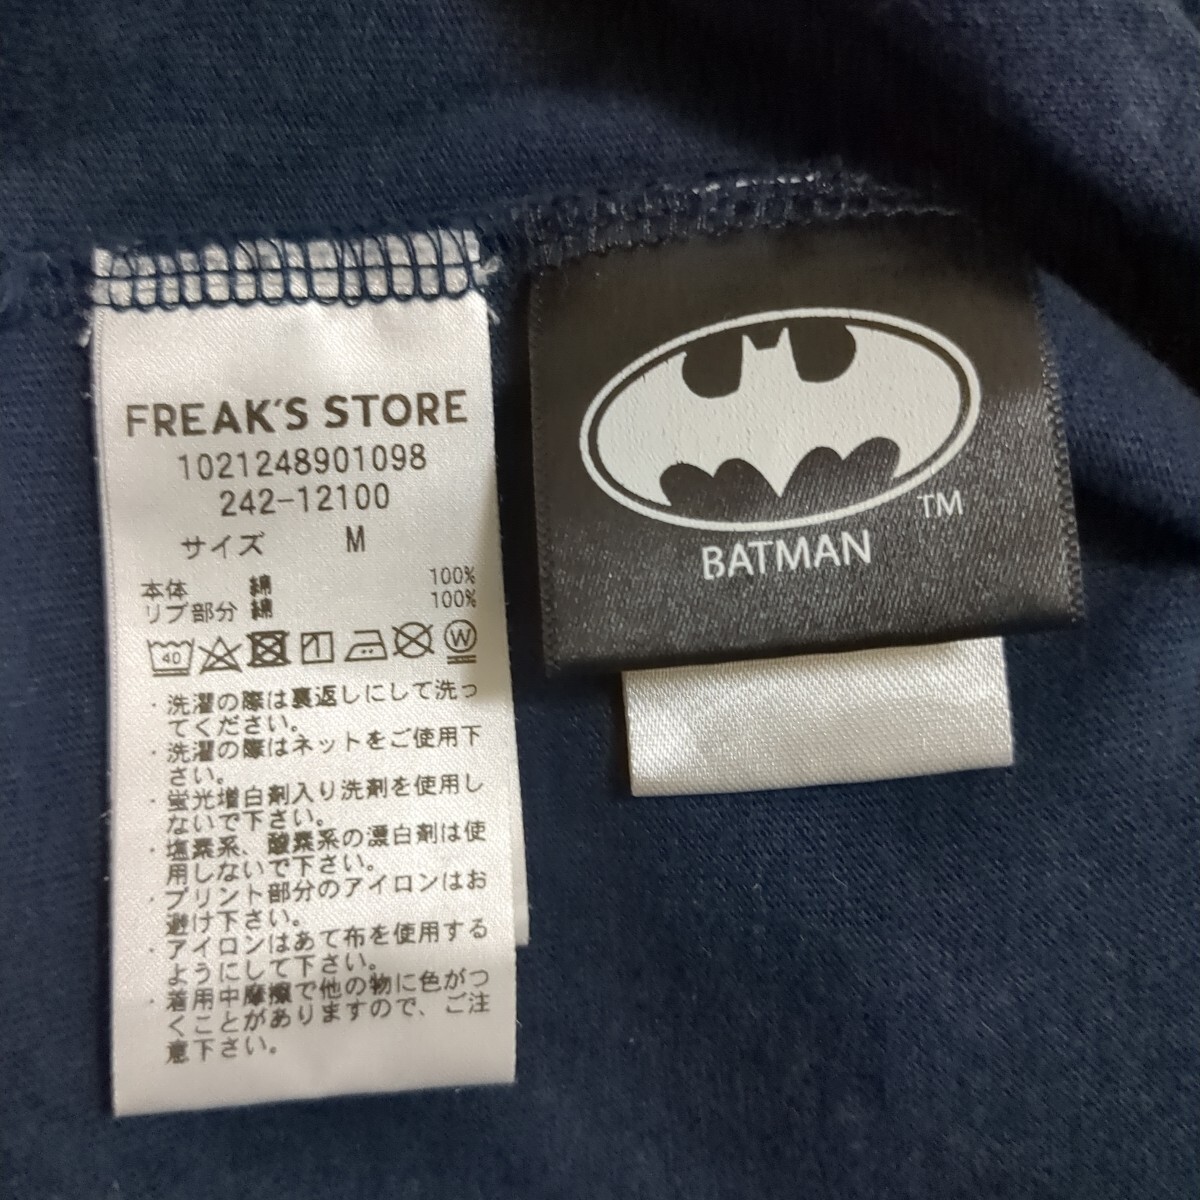 FREAK'S STORE
1021248901098
242-12100
サイズ M
本体 綿 100%
リブ部分 綿 100%
40 W
・洗濯の際は裏返しにして洗っ
てください。
・洗濯の際はネットをご使用下
さい。
・蛍光増白剤入り洗剤を使用し
ないで下さい。
・塩素系、酸素系の漂白剤は使
用しないで下さい。
・プリント部分のアイロンはお
避け下さい。
・アイロンはあて布を使用する
ようにして下さい。
・着用中摩擦で他の物に色がつ
くことがありますので、ご注
意下さい。
TM
BATMAN